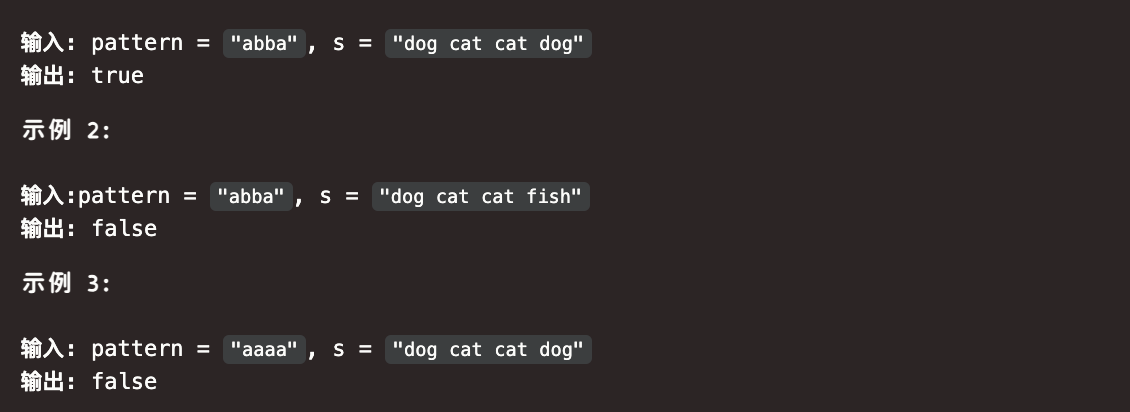 输入: pattern = "abba", s = "dog cat cat dog"
输出: true
示例 2:
输入:pattern = "abba", s = "dog cat cat fish"
输出: false
示例 3:
输入: pattern = "aaaa", s = "dog cat cat dog"
输出: false